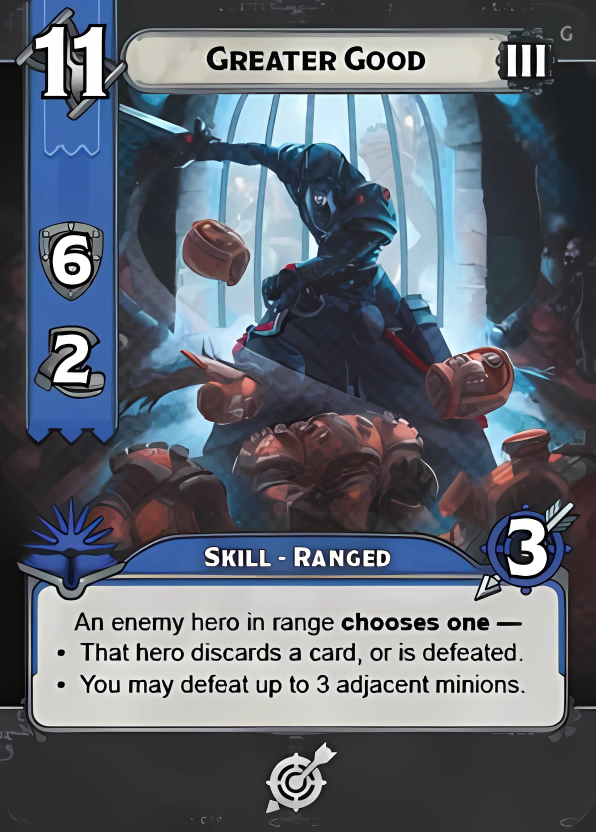 11
GREATER GOOD
III
G
6
2
SKILL - RANGED
3
An enemy hero in range chooses one —
• That hero discards a card, or is defeated.
• You may defeat up to 3 adjacent minions.